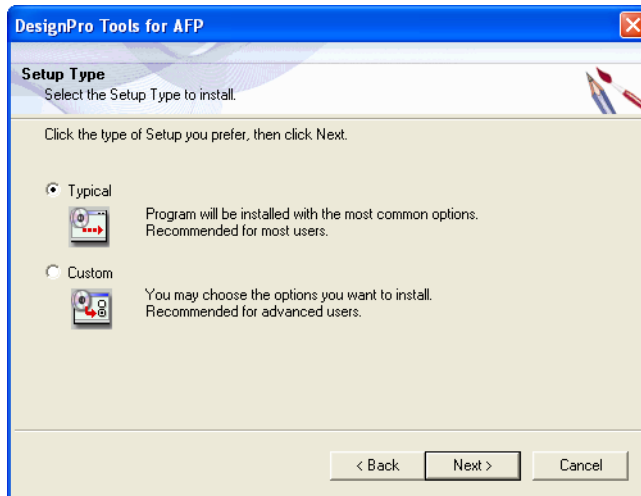 DesignPro Tools for AFP
Setup Type
Select the Setup Type to install.
Click the type of Setup you prefer, then click Next.
Typical
Program will be installed with the most common options.
Recommended for most users.
Custom
You may choose the options you want to install.
Recommended for advanced users.
< Back Next > Cancel